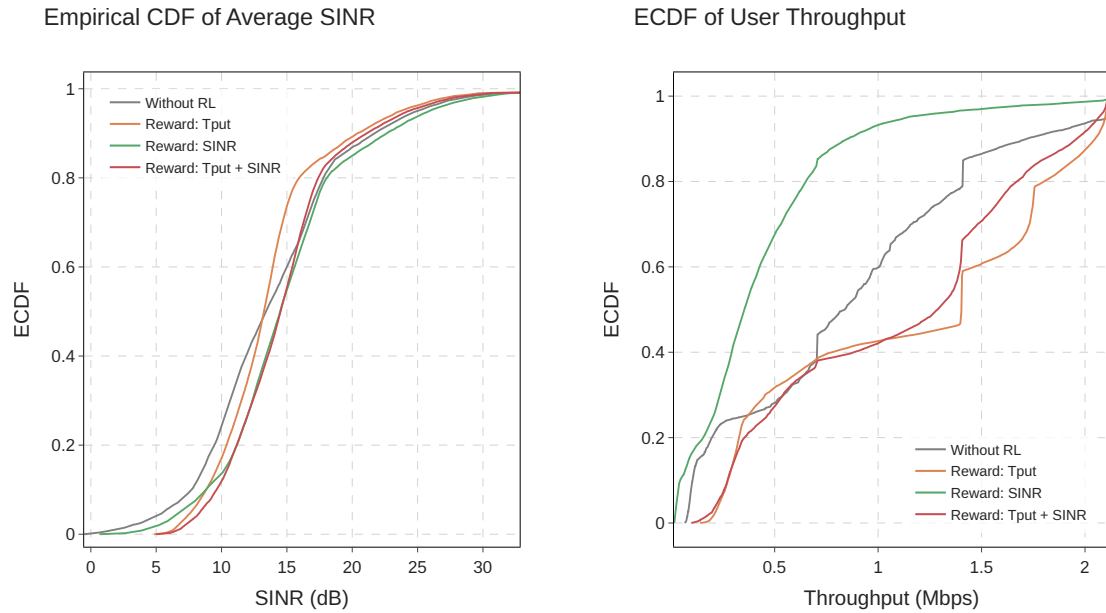 Empirical CDF of Average SINR
ECDF
1
0.8
0.6
0.4
0.2
0
0
5
10
15
20
25
30
SINR (dB)
Without RL
Reward: Tput
Reward: SINR
Reward: Tput + SINR
ECDF of User Throughput
ECDF
1
0.8
0.6
0.4
0.2
0
0.5
1
1.5
2
Throughput (Mbps)
Without RL
Reward: Tput
Reward: SINR
Reward: Tput + SINR